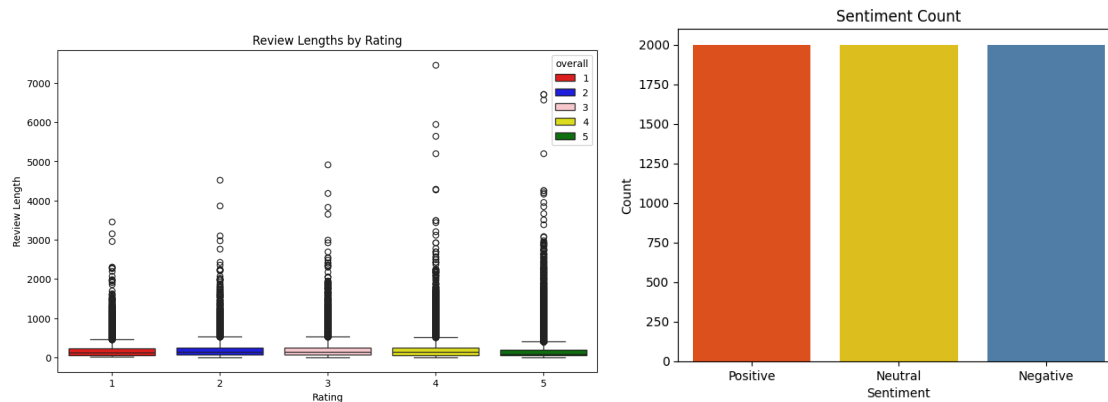 Review Lengths by Rating
overall
1
2
3
4
5
Review Length
7000
6000
5000
4000
3000
2000
1000
0
1 2 3 4 5
Rating
Sentiment Count
Count
2000
1750
1500
1250
1000
750
500
250
0
Positive Neutral Negative
Sentiment